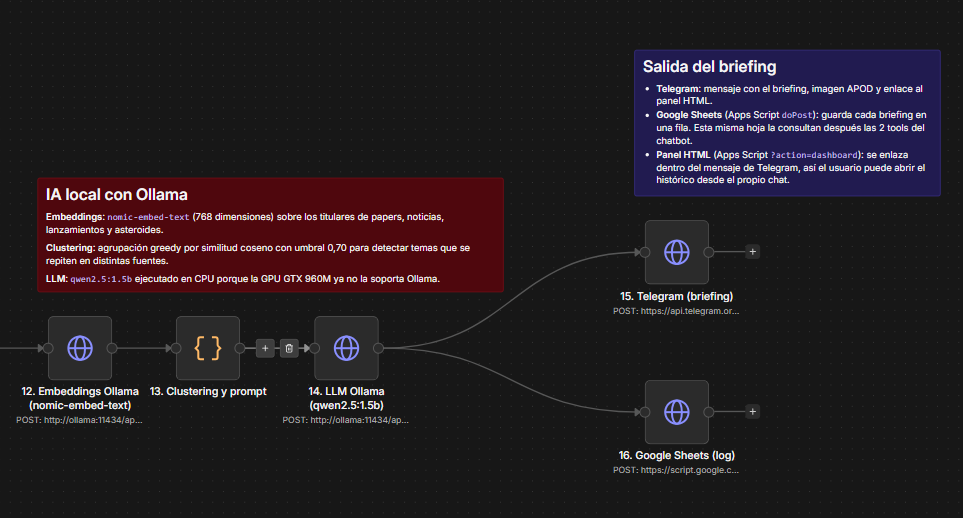 Salida del briefing
• Telegram: mensaje con el briefing, imagen APOD y enlace al
panel HTML.
• Google Sheets (Apps Script doPost): guarda cada briefing en
una fila. Esta misma hoja la consultan después las 2 tools del
chatbot.
• Panel HTML (Apps Script ?action=dashboard): se enlaza
dentro del mensaje de Telegram, así el usuario puede abrir el
histórico desde el propio chat.
IA local con Ollama
Embeddings: nomic-embed-text (768 dimensiones) sobre los titulares de papers, noticias,
lanzamientos y asteroides.
Clustering: agrupación greedy por similitud coseno con umbral 0,70 para detectar temas que se
repiten en distintas fuentes.
LLM: qwen2.5:1.5b ejecutado en CPU porque la GPU GTX 960M ya no la soporta Ollama.
15. Telegram (briefing)
POST: https://api.telegram.or...
12. Embeddings Ollama
(nomic-embed-text)
POST: http://ollama:11434/ap...
13. Clustering y prompt
14. LLM Ollama
(qwen2.5:1.5b)
POST: http://ollama:11434/ap...
16. Google Sheets (log)
POST: https://script.google.c...